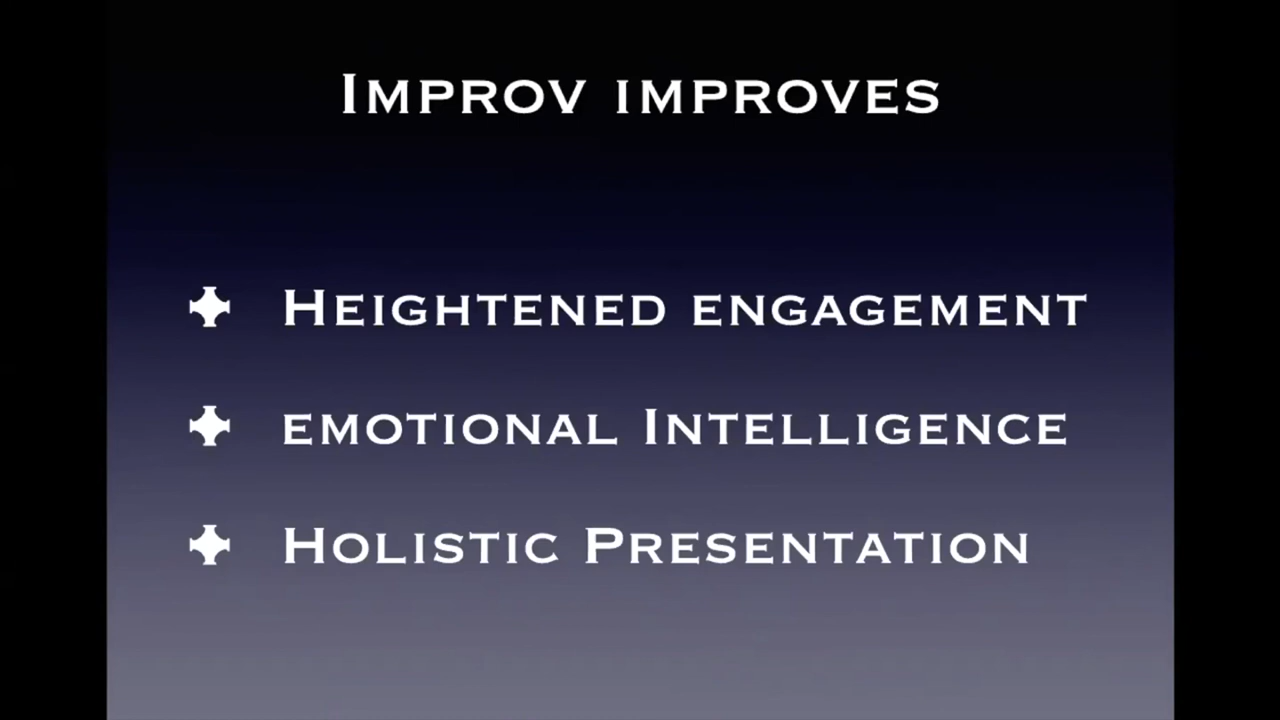 Improv improves
Heightened engagement
emotional Intelligence
Holistic Presentation